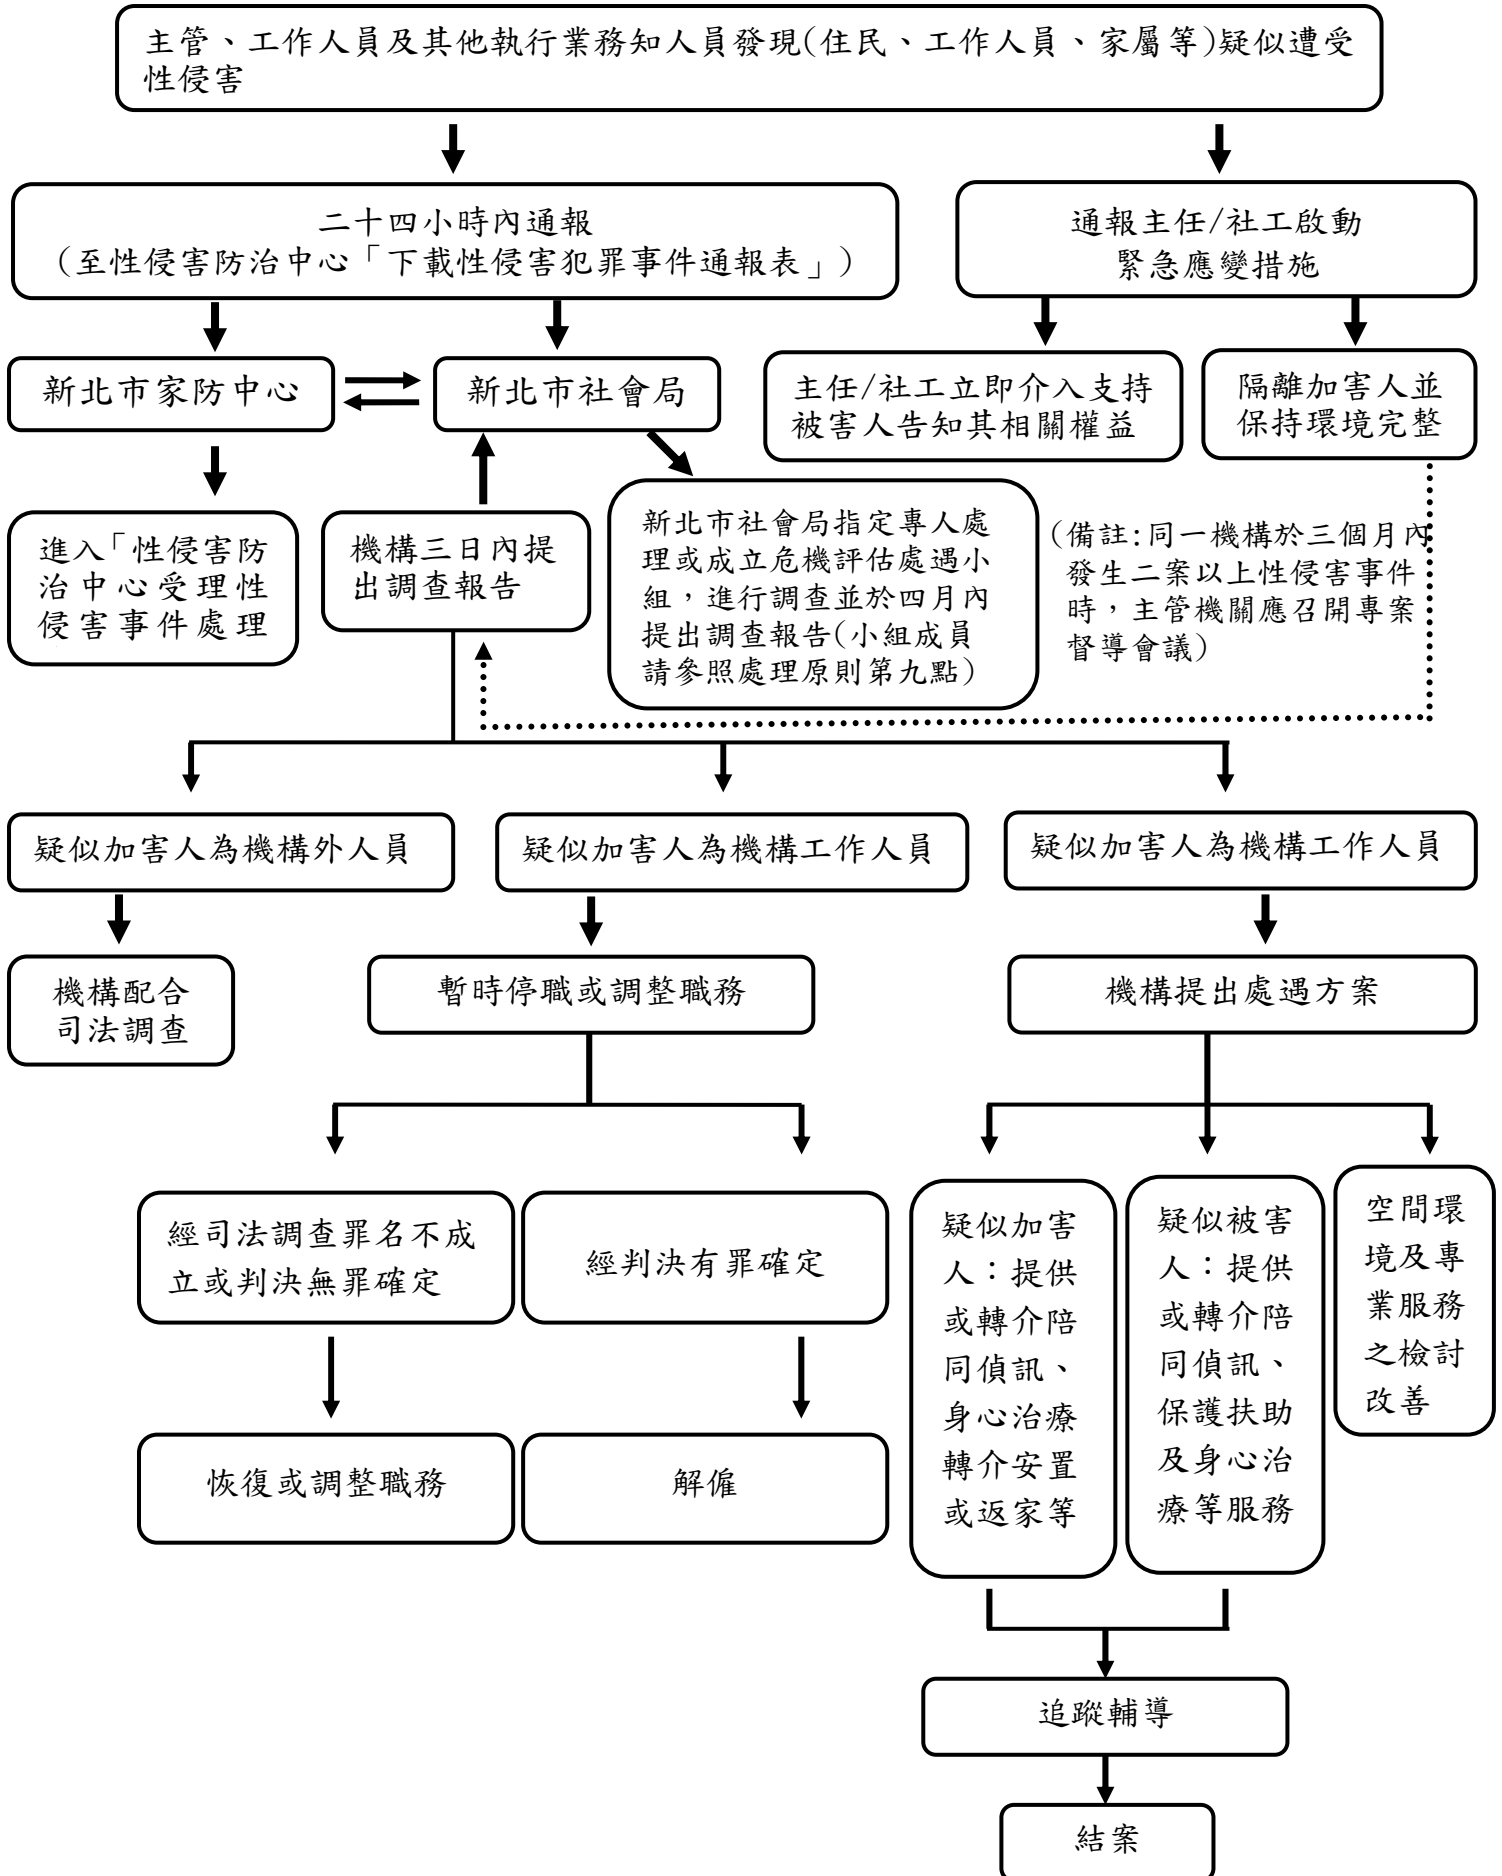 主管、工作人員及其他執行業務知人員發現(住民、工作人員、家屬等)疑似遭受
性侵害
二十四小時內通報
(至性侵害防治中心「下載性侵害犯罪事件通報表」)
通報主任/社工啟動
緊急應變措施
新北市家防中心
新北市社會局
主任/社工立即介入支持
被害人告知其相關權益
隔離加害人並
保持環境完整
進入「性侵害防
治中心受理性
侵害事件處理
機構三日內提
出調查報告
新北市社會局指定專人處
理或成立危機評估處遇小
組，進行調查並於四月內
提出調查報告(小組成員
請參照處理原則第九點)
(備註:同一機構於三個月內
發生二案以上性侵害事件
時，主管機關應召開專案
督導會議)
疑似加害人為機構外人員
疑似加害人為機構工作人員
疑似加害人為機構工作人員
機構配合
司法調查
暫時停職或調整職務
機構提出處遇方案
經司法調查罪名不成
立或判決無罪確定
經判決有罪確定
疑似加害
人：提供
或轉介陪
同偵訊、
身心治療
轉介安置
或返家等
疑似被害
人：提供
或轉介陪
同偵訊、
保護扶助
及身心治
療等服務
空間環
境及專
業服務
之檢討
改善
恢復或調整職務
解僱
追蹤輔導
結案